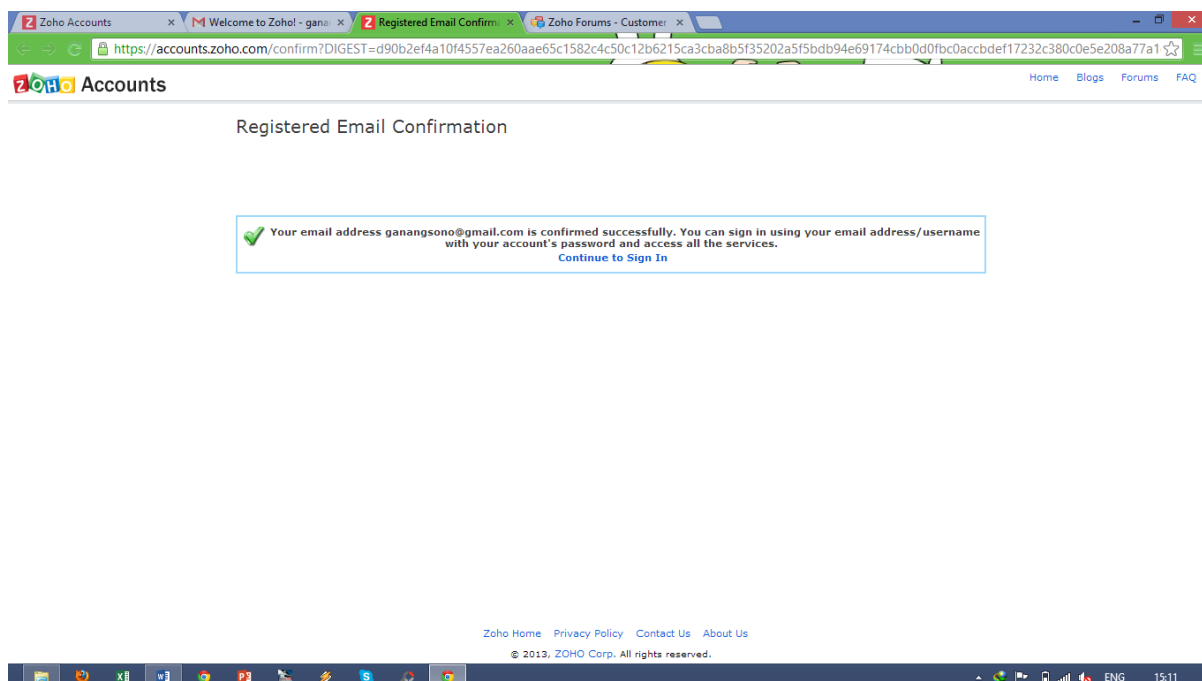 Zoho Accounts
Welcome to Zoho! - gana
Registered Email Confirm
Zoho Forums - Customer
https://accounts.zoho.com/confirm?DIGEST=d90b2ef4a10f4557ea260aae65c1582c4c50c12b6215ca3cba8b5f35202a5f5bdb94e69174cbb0d0fbc0accbdef17232c380c0e5e208a77a1
ZOHO Accounts
Home Blogs Forums FAQ
Registered Email Confirmation
Your email address ganangsono@gmail.com is confirmed successfully. You can sign in using your email address/username
with your account's password and access all the services.
Continue to Sign In
Zoho Home Privacy Policy Contact Us About Us
© 2013, ZOHO Corp. All rights reserved.
ENG 15:11